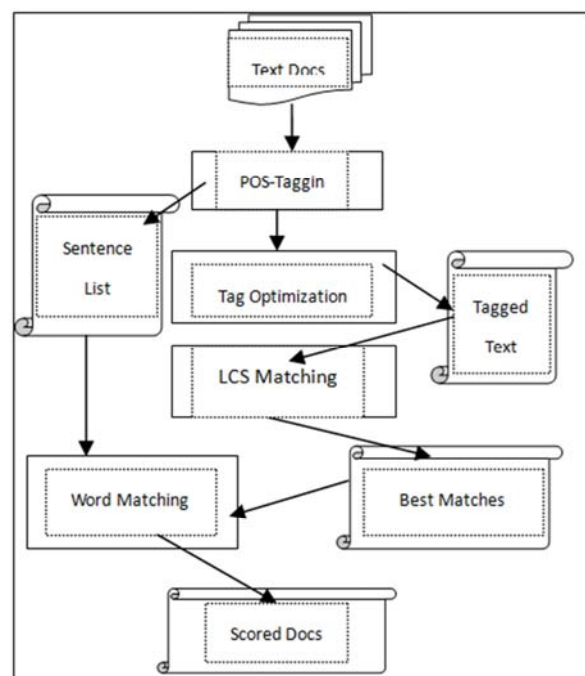 Text Docs
POS-Taggin
Sentence
List
Tag Optimization
Tagged
Text
LCS Matching
Word Matching
Best Matches
Scored Docs